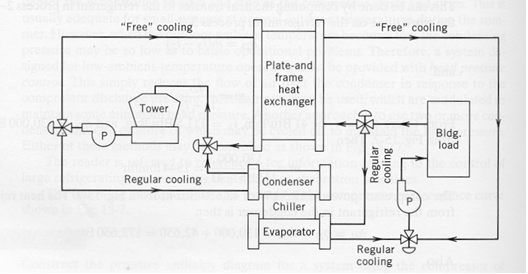 "Free" cooling
"Free" cooling
Plate-and
frame
heat
exchanger
Tower
P
Bldg.
load
Regular
cooling
Regular cooling
Condenser
Chiller
Evaporator
P
Regular
cooling